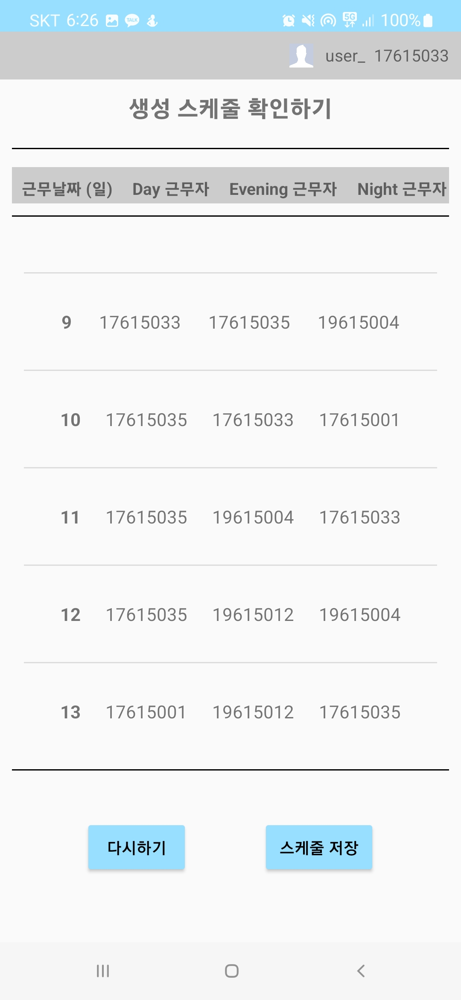 SKT 6:26 TALK 5G 100%
user_ 17615033
생성 스케줄 확인하기
근무날짜 (일) Day 근무자 Evening 근무자 Night 근무자
9 17615033 17615035 19615004
10 17615035 17615033 17615001
11 17615035 19615004 17615033
12 17615035 19615012 19615004
13 17615001 19615012 17615035
다시하기 스케줄 저장